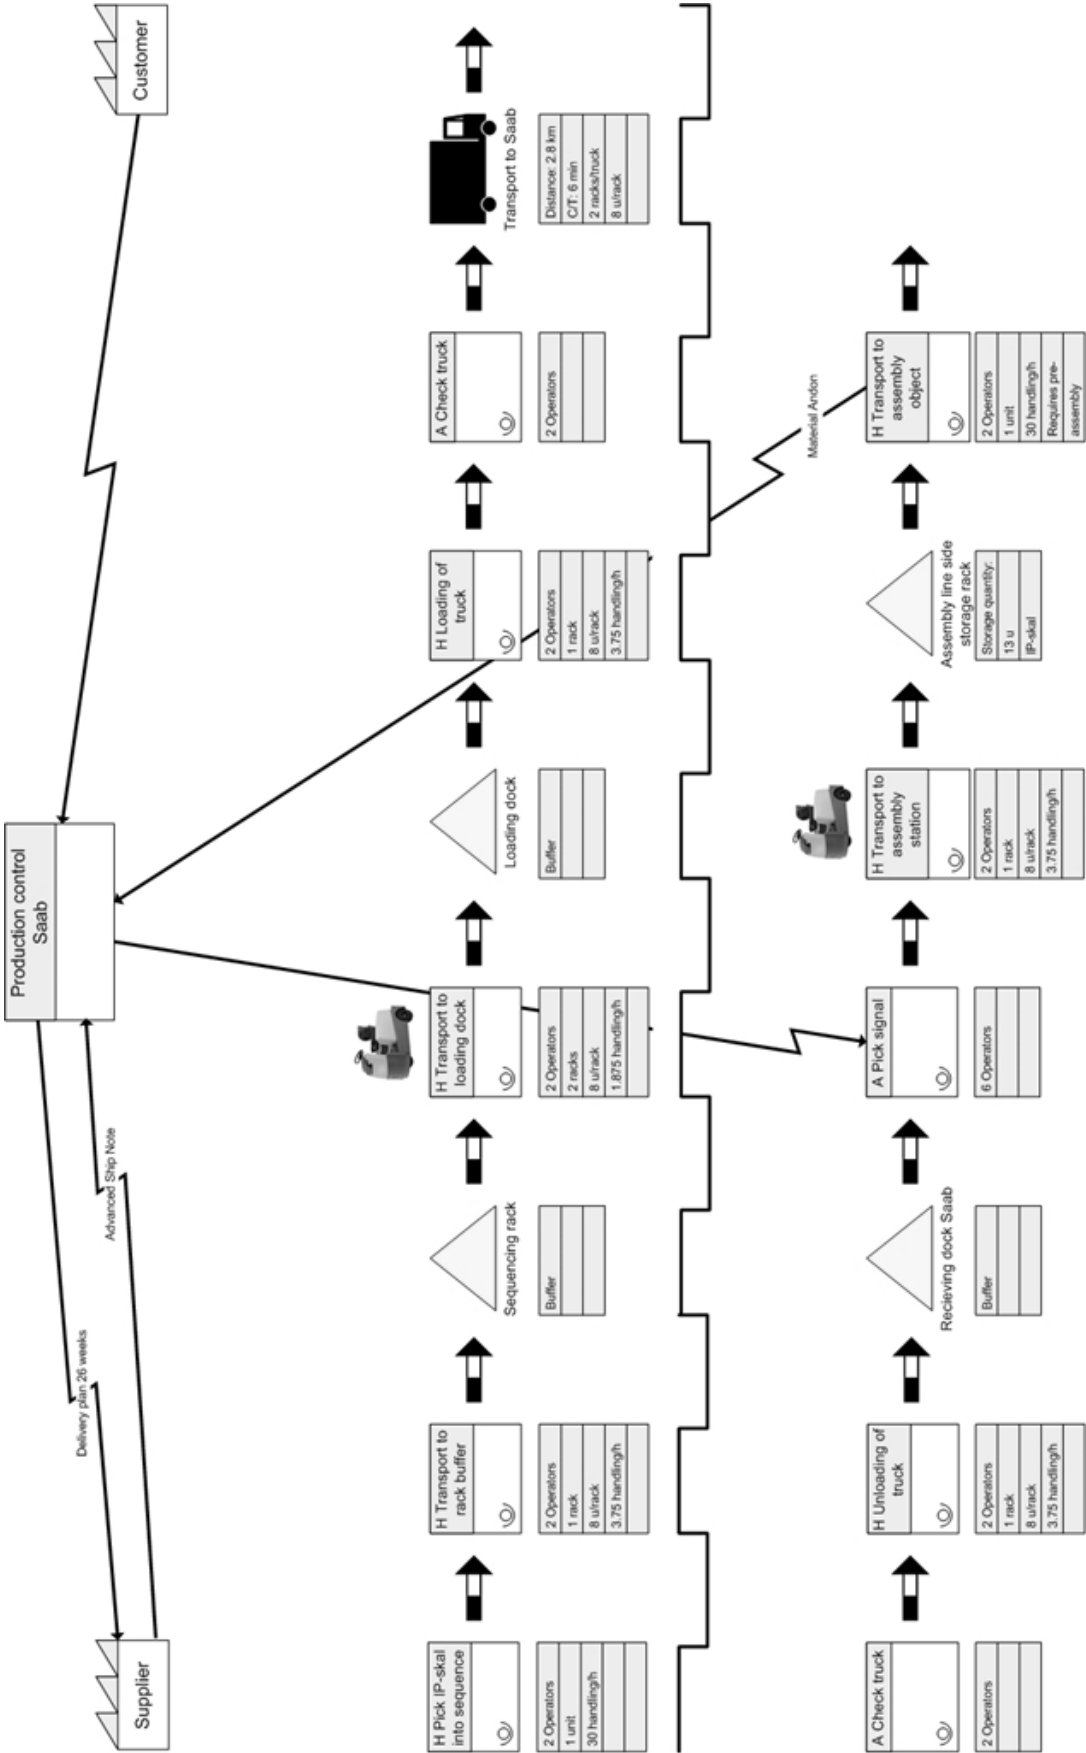 Supplier
Production control
Saab
Customer
Delivery plan 26 weeks
Advanced Ship Note
H Pick IP-skal
into sequence
2 Operators
1 unit
30 handling/h
H Transport to
rack buffer
2 Operators
1 rack
8 u/rack
3.75 handling/h
Sequencing rack
Buffer
H Transport to
loading dock
2 Operators
2 racks
8 u/rack
1.875 handling/h
Loading dock
Buffer
H Loading of
truck
2 Operators
1 rack
8 u/rack
3.75 handling/h
A Check truck
2 Operators
Transport to Saab
Distance: 2.8 km
C/T: 6 min
2 racks/truck
8 u/rack
Material Andon
A Check truck
2 Operators
H Unloading of
truck
2 Operators
1 rack
8 u/rack
3.75 handling/h
Recieving dock Saab
Buffer
A Pick signal
6 Operators
H Transport to
assembly
station
2 Operators
1 rack
8 u/rack
3.75 handling/h
Assembly line side
storage rack
Storage quantity:
13 u
IP-skal
H Transport to
assembly
object
2 Operators
1 unit
30 handling/h
Requires pre-
assembly